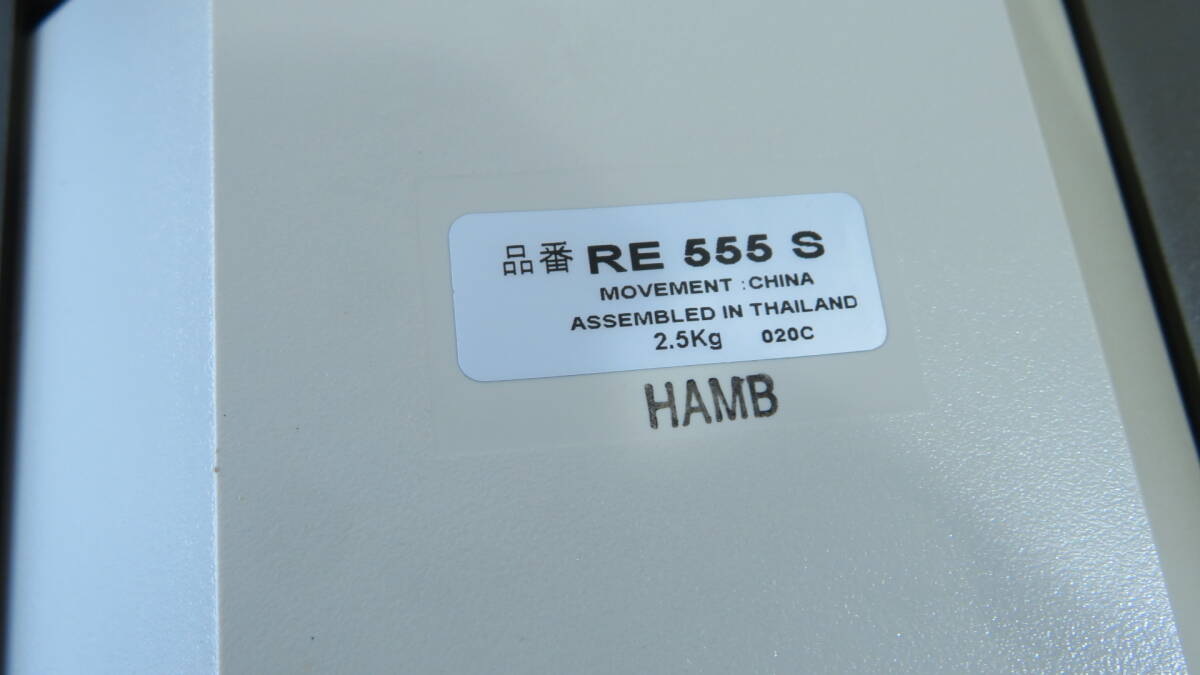 品番 RE 555 S
MOVEMENT : CHINA
ASSEMBLED IN THAILAND
2.5Kg 020C
HAMB